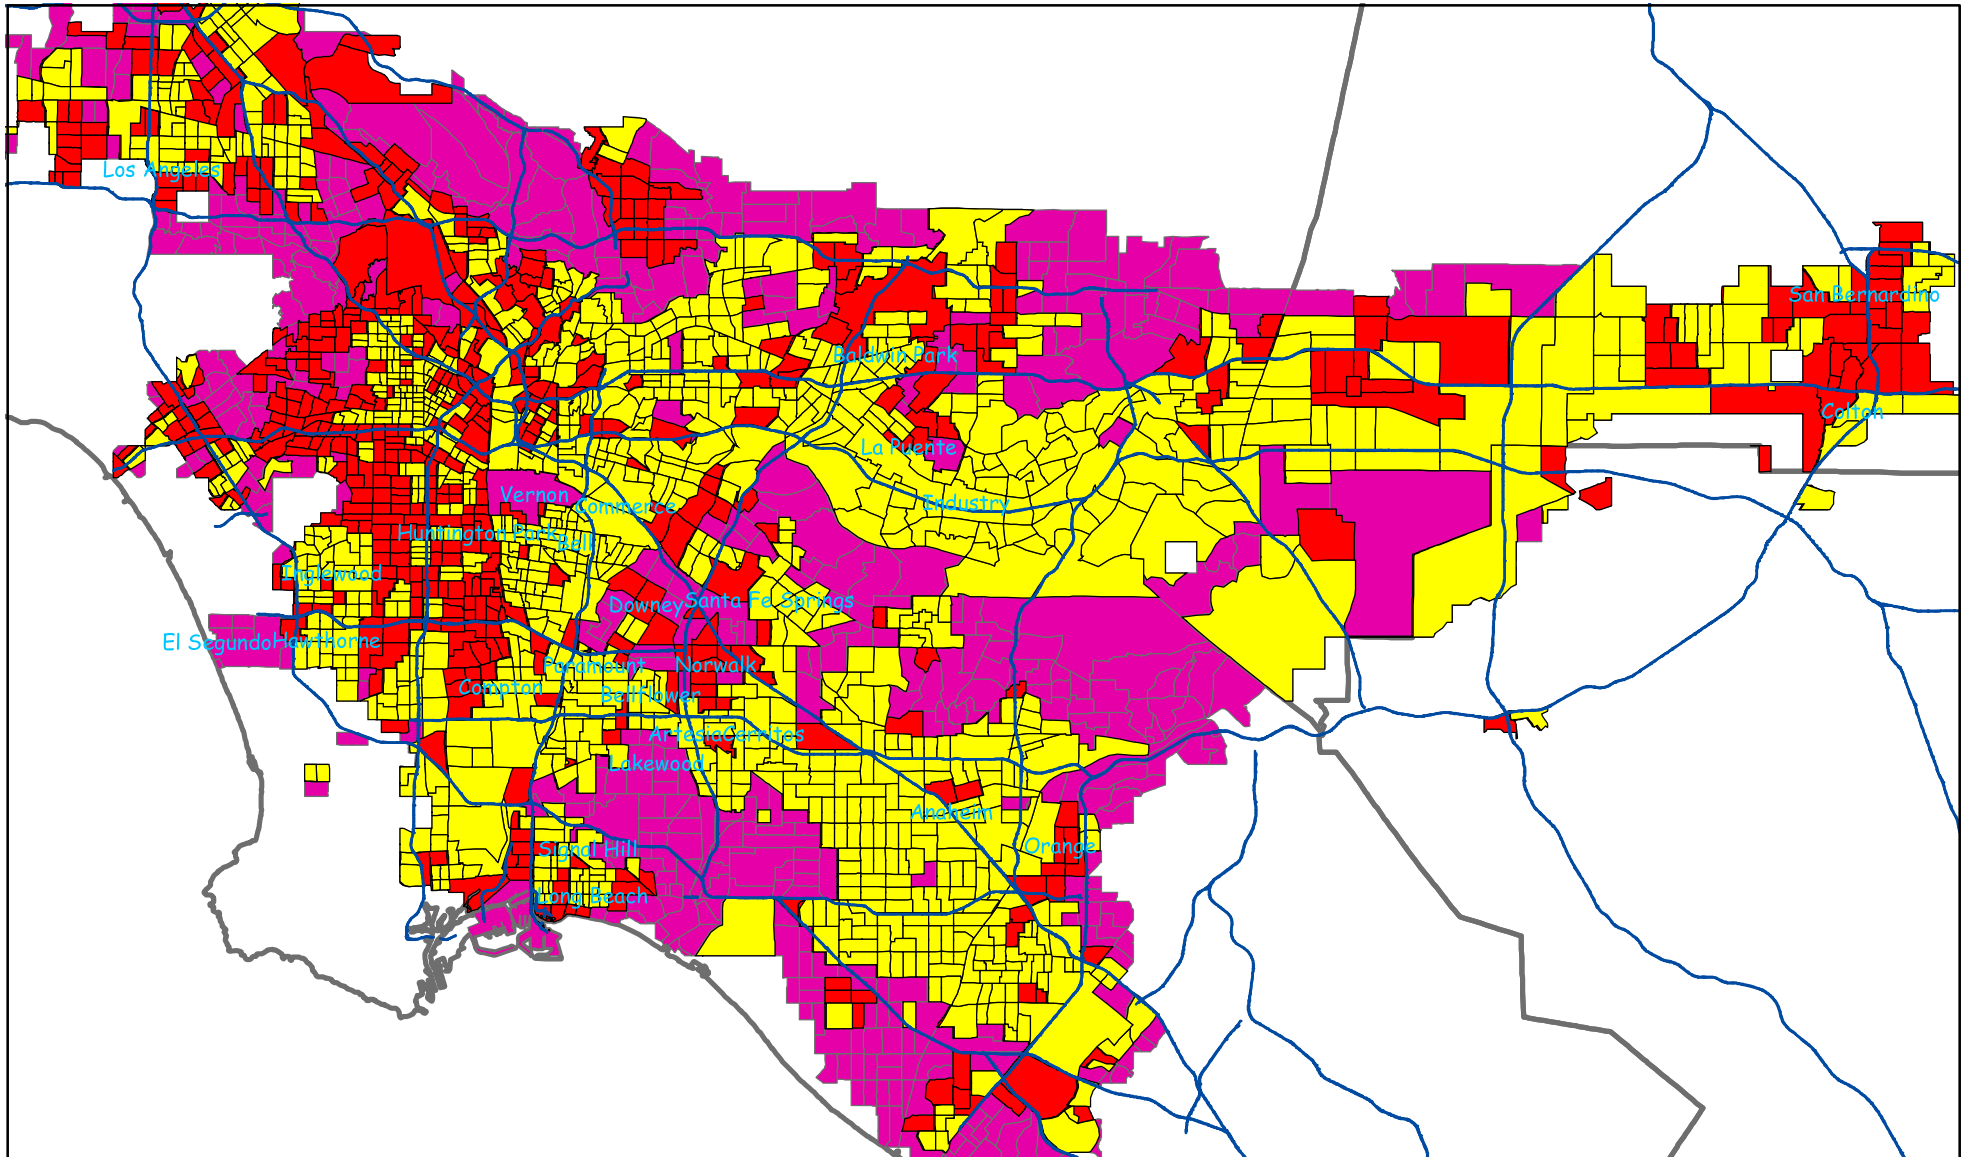 Los Angeles
San Bernardino
Baldwin Park
Colton
La Puente
Vernon
Commerce
Industry
Huntington Park
Bell
Inglewood
Downey
Santa Fe Springs
El Segundo
Hawthorne
Paramount
Norwalk
Compton
Bellflower
Artesia
Cerritos
Lakewood
Anaheim
Signal Hill
Orange
Long Beach